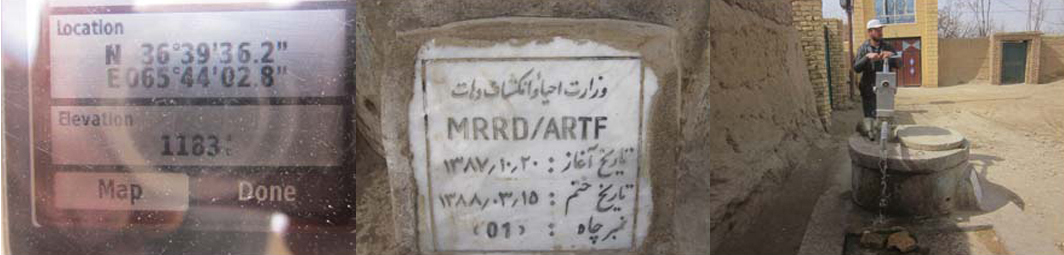 Location
N 36°39'36.2"
E065°44'02.8"
Elevation
1183
Map
Done
وزارت احیا و انکشاف دهات
MRRD/ARTF
تاریخ آغاز : ۱۳۸۷٫۱۰٫۲۰
تاریخ ختم : ۱۳۸۸٫۰۳٫۱۵
نمبر چاه : (01)